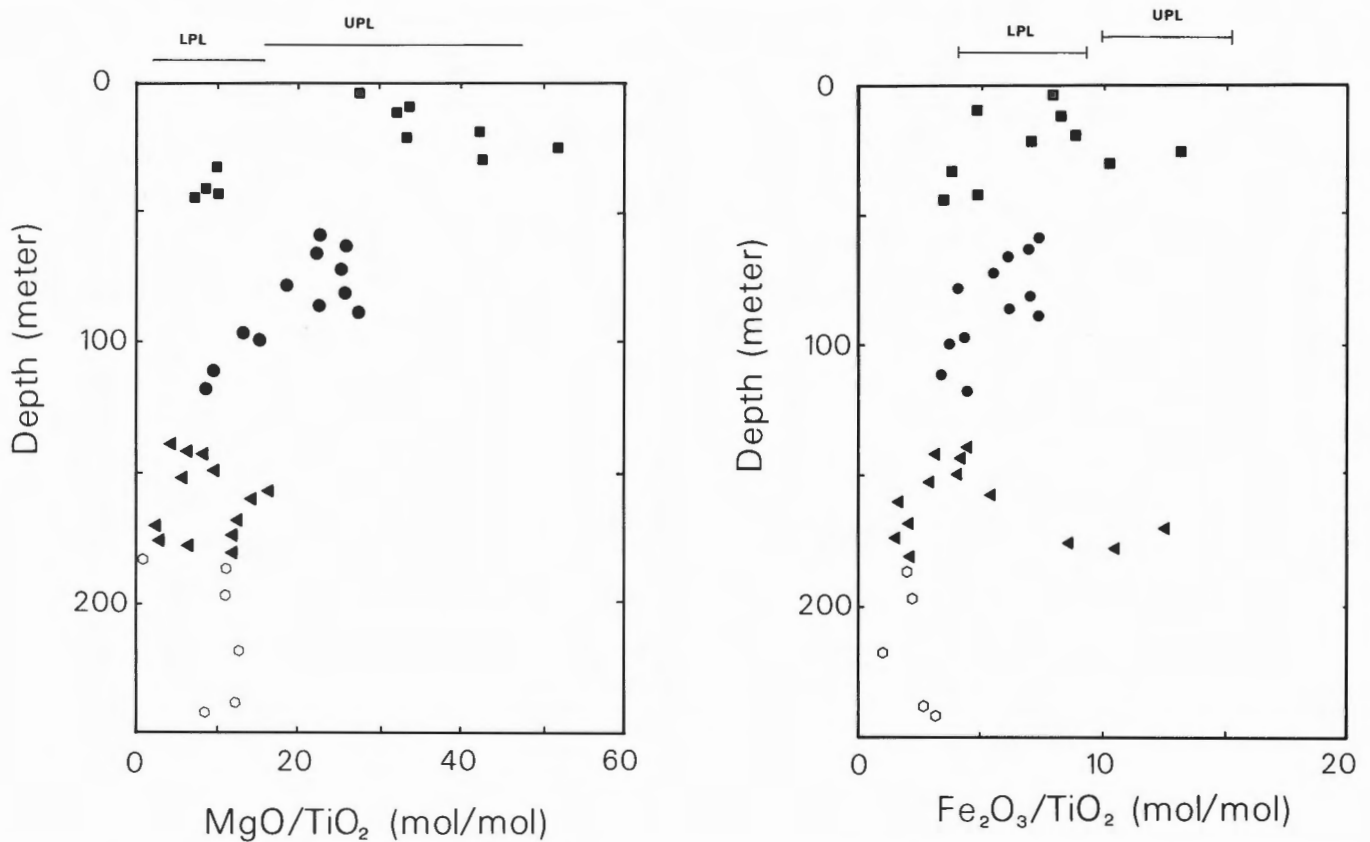 LPL
UPL
0
100
200
Depth (meter)
0 20 40 60
MgO/TiO₂ (mol/mol)
LPL
UPL
0
100
200
Depth (meter)
0 10 20
Fe₂O₃/TiO₂ (mol/mol)